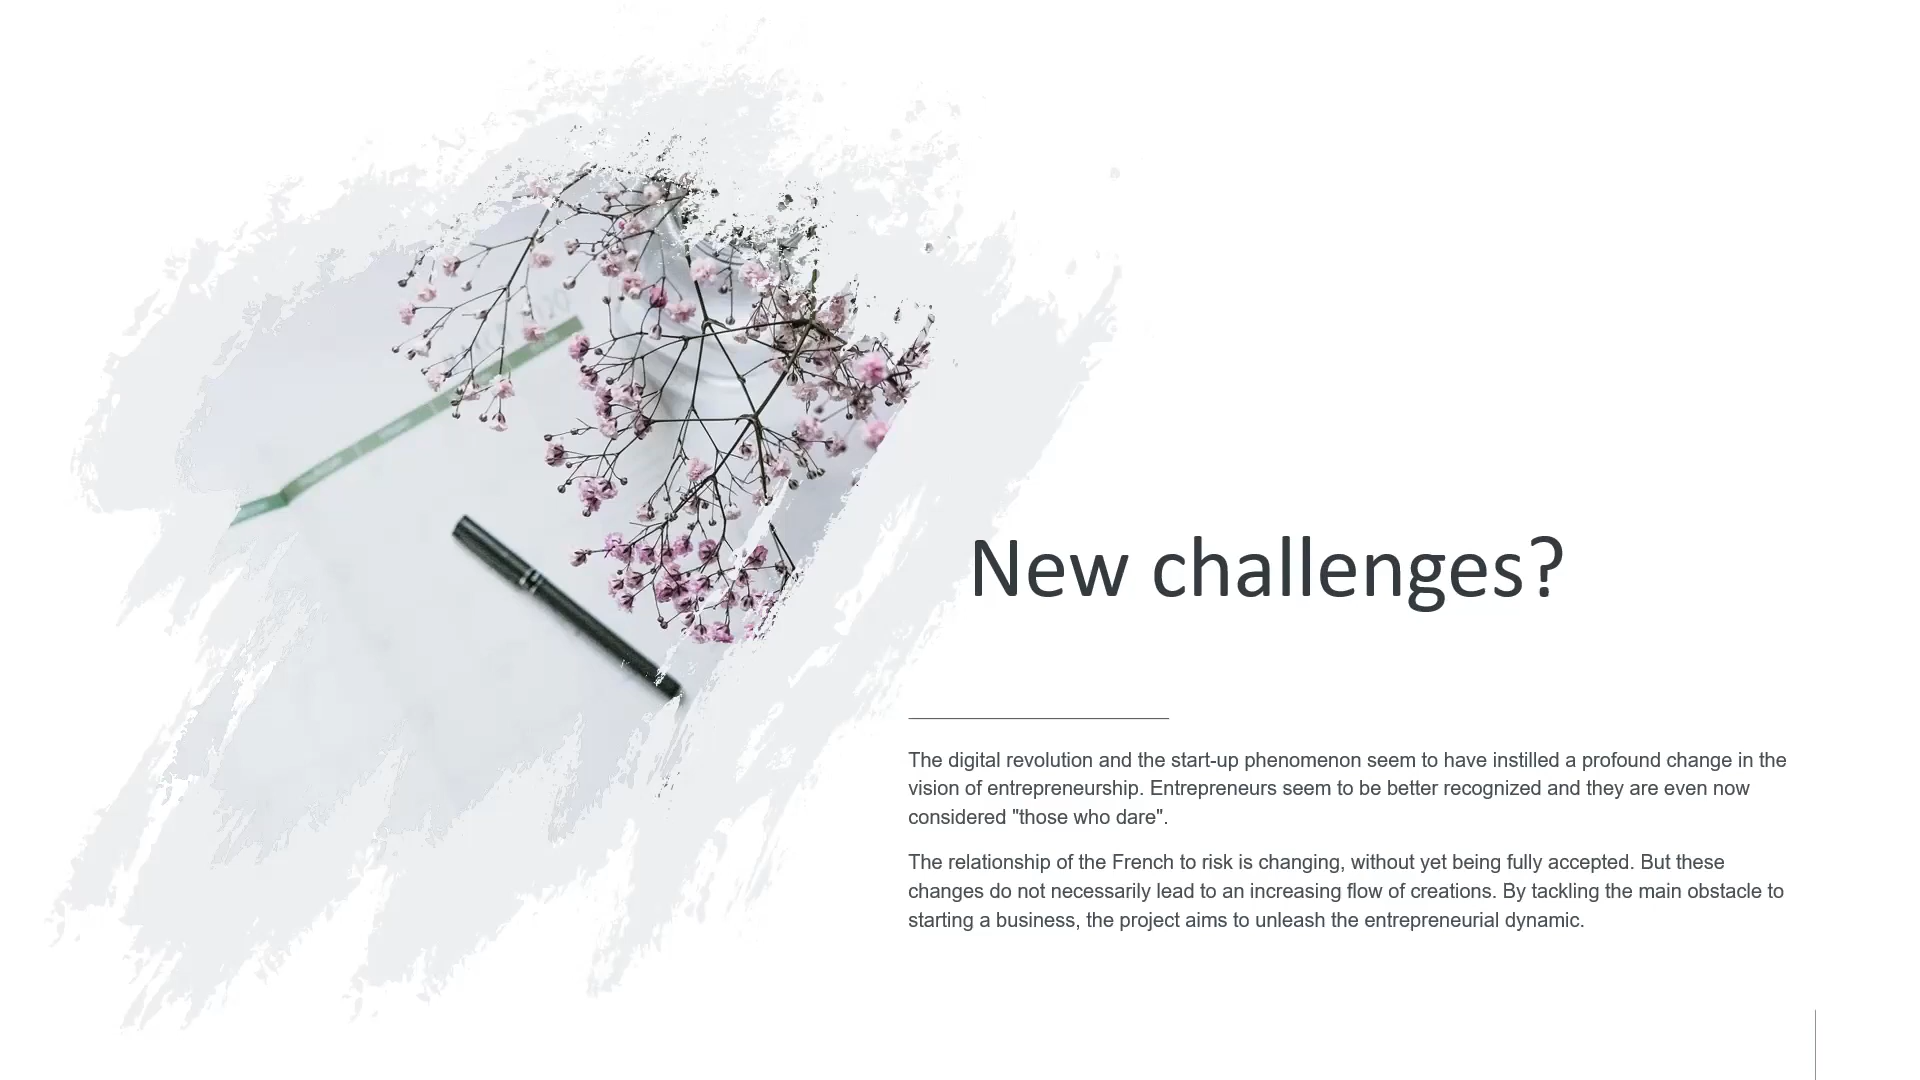 New challenges?
The digital revolution and the start-up phenomenon seem to have instilled a profound change in the
vision of entrepreneurship. Entrepreneurs seem to be better recognized and they are even now
considered "those who dare".
The relationship of the French to risk is changing, without yet being fully accepted. But these
changes do not necessarily lead to an increasing flow of creations. By tackling the main obstacle to
starting a business, the project aims to unleash the entrepreneurial dynamic.